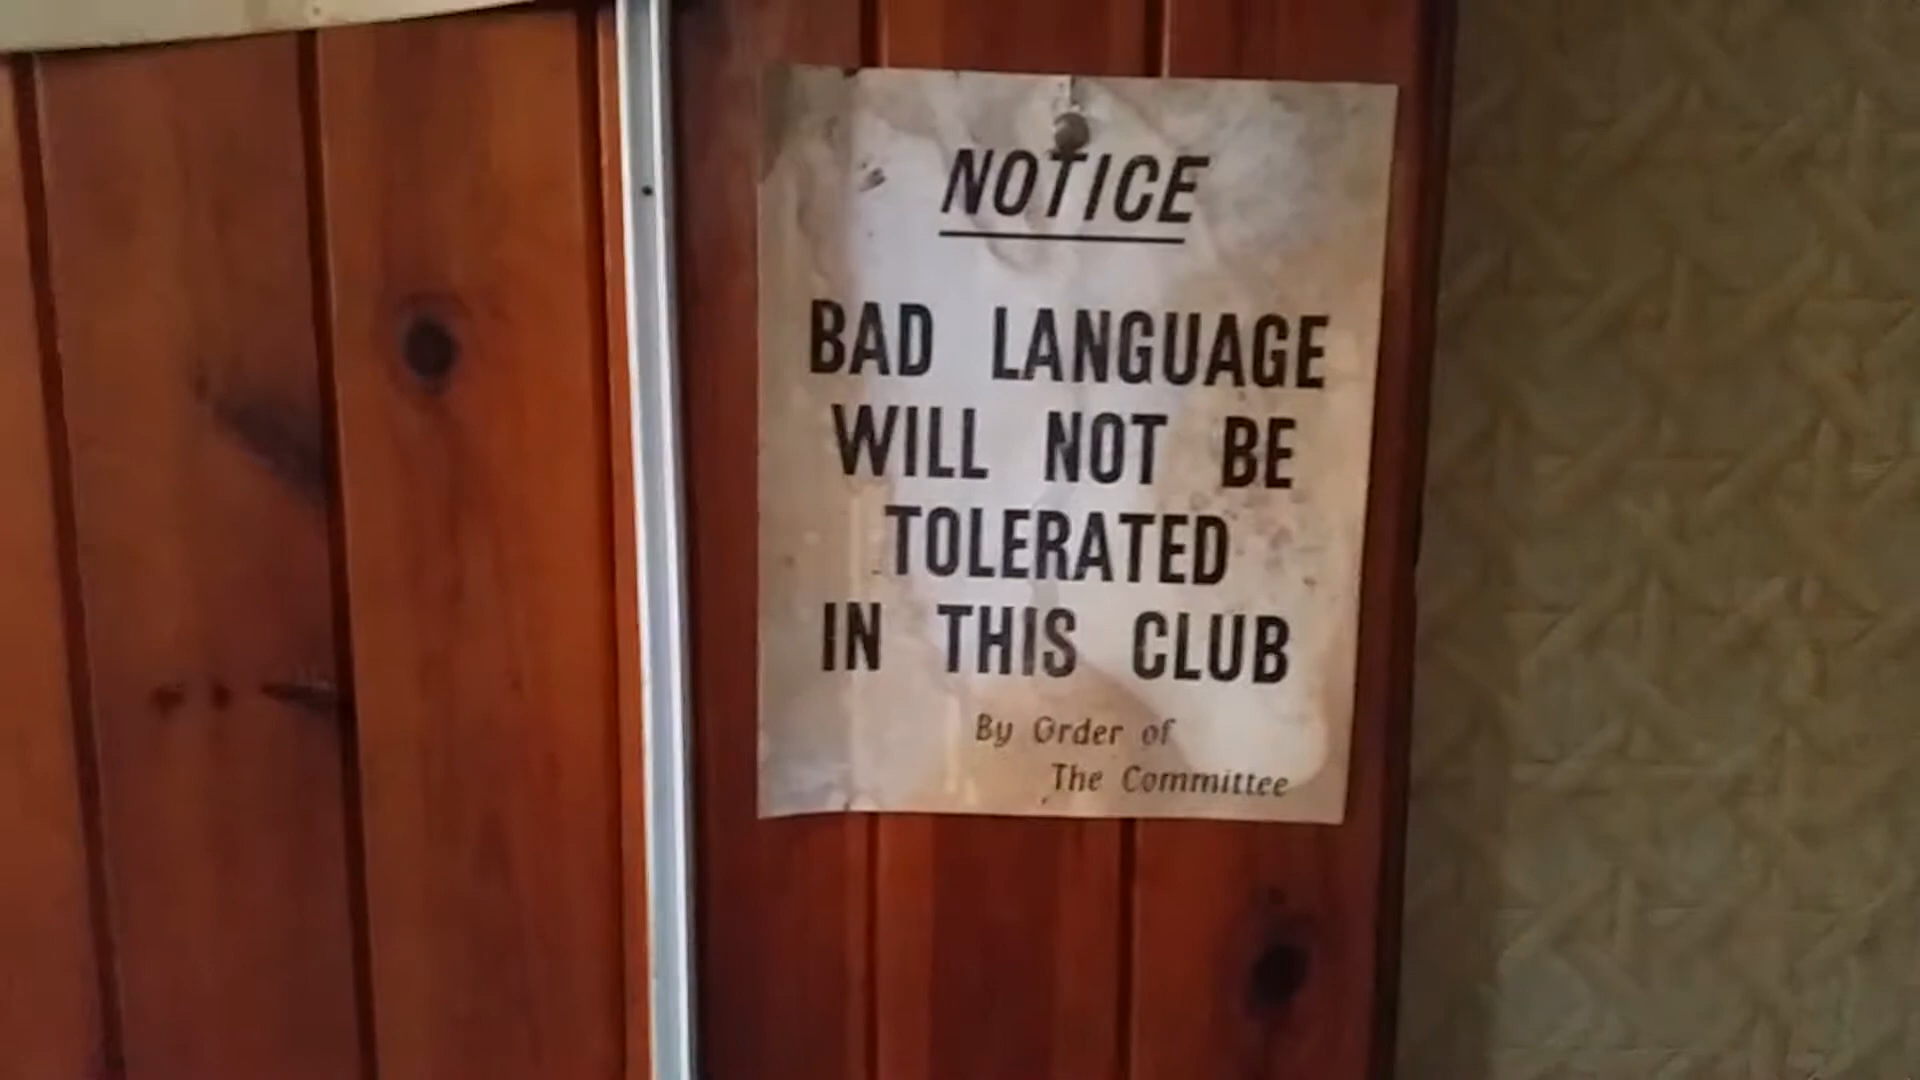 NOTICE
BAD LANGUAGE
WILL NOT BE
TOLERATED
IN THIS CLUB
By Order of
The Committee